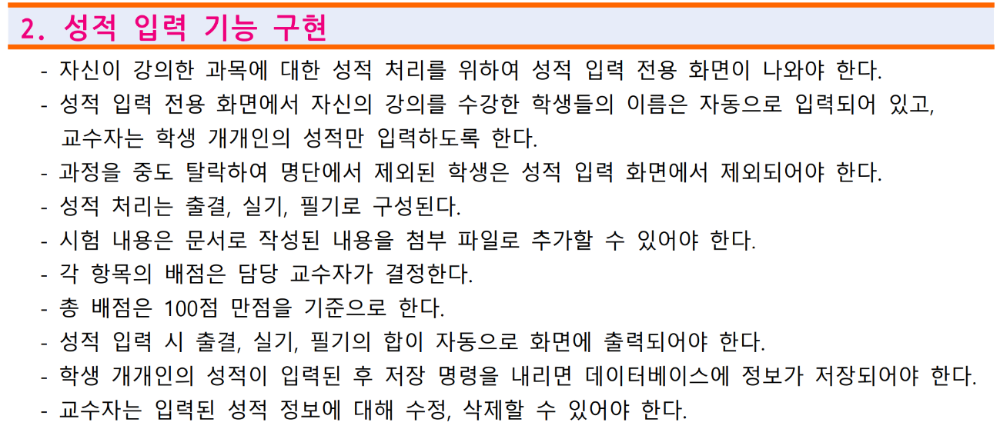 2. 성적 입력 기능 구현
- 자신이 강의한 과목에 대한 성적 처리를 위하여 성적 입력 전용 화면이 나와야 한다.
- 성적 입력 전용 화면에서 자신의 강의를 수강한 학생들의 이름은 자동으로 입력되어 있고,
교수자는 학생 개개인의 성적만 입력하도록 한다.
- 과정을 중도 탈락하여 명단에서 제외된 학생은 성적 입력 화면에서 제외되어야 한다.
- 성적 처리는 출결, 실기, 필기로 구성된다.
- 시험 내용은 문서로 작성된 내용을 첨부 파일로 추가할 수 있어야 한다.
- 각 항목의 배점은 담당 교수자가 결정한다.
- 총 배점은 100점 만점을 기준으로 한다.
- 성적 입력 시 출결, 실기, 필기의 합이 자동으로 화면에 출력되어야 한다.
- 학생 개개인의 성적이 입력된 후 저장 명령을 내리면 데이터베이스에 정보가 저장되어야 한다.
- 교수자는 입력된 성적 정보에 대해 수정, 삭제할 수 있어야 한다.